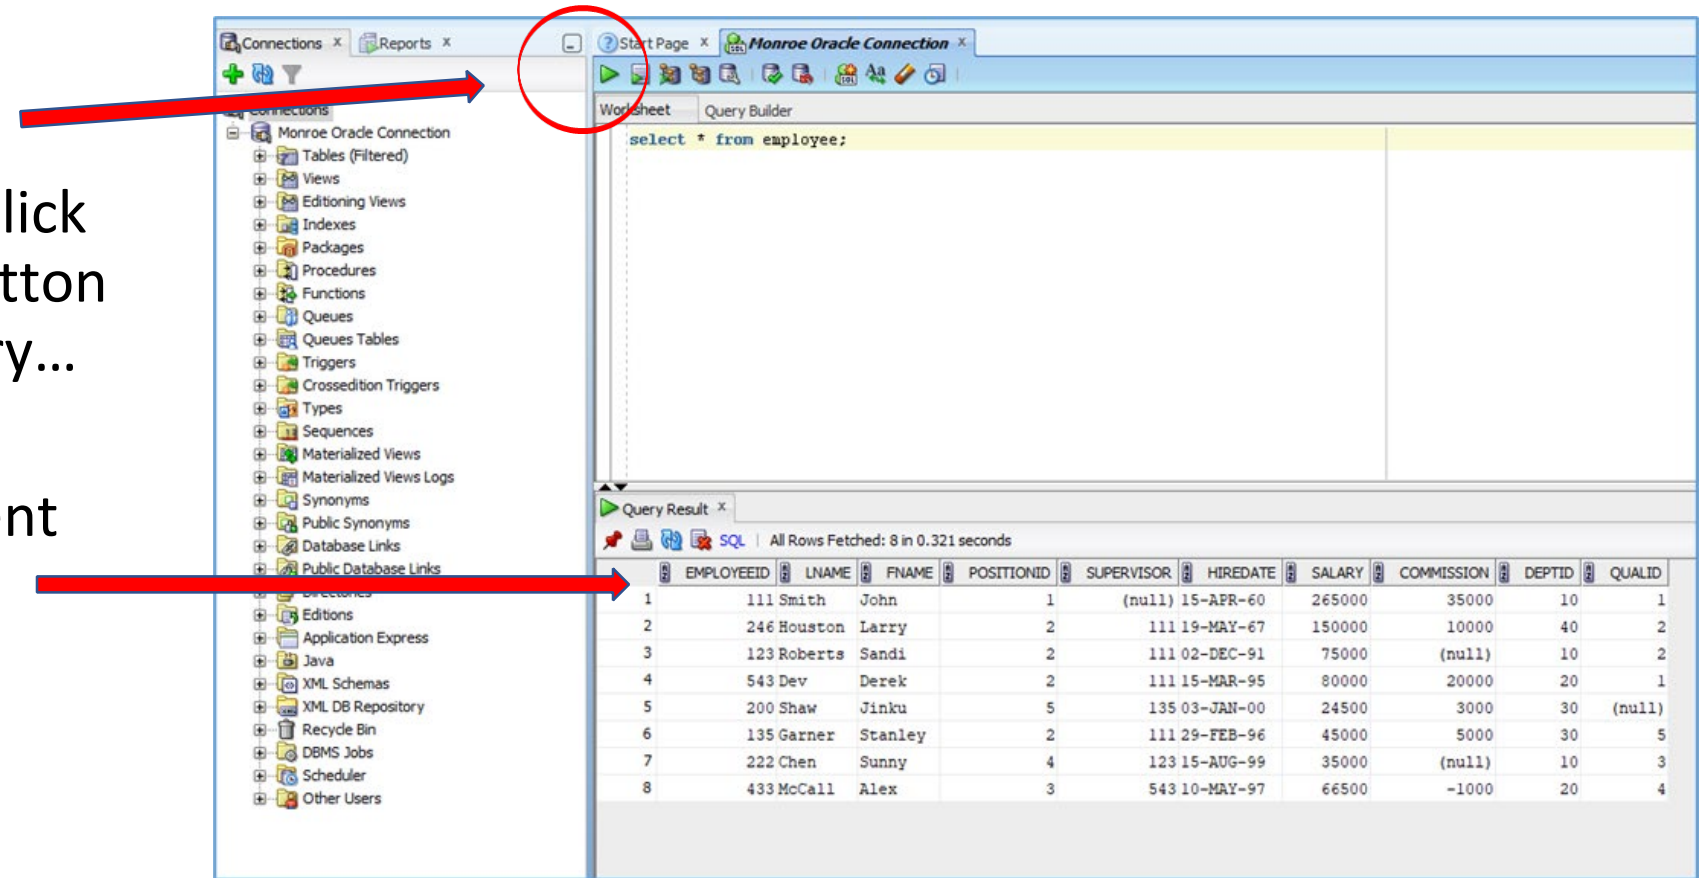 lick
tton
ry...
ent
Connections x Reports x
Connections
Monroe Oracle Connection
Tables (Filtered)
Views
Editioning Views
Indexes
Packages
Procedures
Functions
Queues
Queues Tables
Triggers
Crossedition Triggers
Types
Sequences
Materialized Views
Materialized Views Logs
Synonyms
Public Synonyms
Database Links
Public Database Links
Directories
Editions
Application Express
Java
XML Schemas
XML DB Repository
Recycle Bin
DBMS Jobs
Scheduler
Other Users
Start Page x Monroe Oracle Connection x
Worksheet Query Builder
select * from employee;
Query Result x
SQL | All Rows Fetched: 8 in 0.321 seconds
EMPLOYEEID LNAME FNAME POSITIONID SUPERVISOR HIREDATE SALARY COMMISSION DEPTID QUALID
1 111 Smith John 1 (null) 15-APR-60 265000 35000 10 1
2 246 Houston Larry 2 111 19-MAY-67 150000 10000 40 2
3 123 Roberts Sandi 2 111 02-DEC-91 75000 (null) 10 2
4 543 Dev Derek 2 111 15-MAR-95 80000 20000 20 1
5 200 Shaw Jinku 5 135 03-JAN-00 24500 3000 30 (null)
6 135 Garner Stanley 2 111 29-FEB-96 45000 5000 30 5
7 222 Chen Sunny 4 123 15-AUG-99 35000 (null) 10 3
8 433 McCall Alex 3 543 10-MAY-97 66500 -1000 20 4